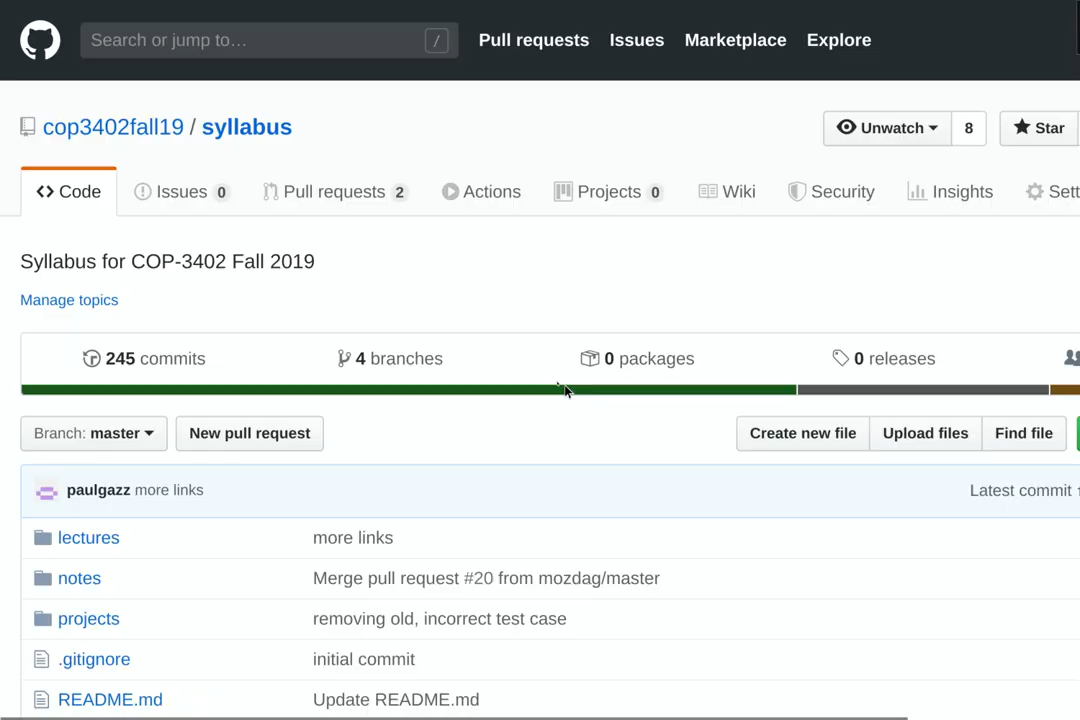 Search or jump to… / Pull requests Issues Marketplace Explore
cop3402fall19 / syllabus Unwatch 8 Star
Code Issues 0 Pull requests 2 Actions Projects 0 Wiki Security Insights Sett
Syllabus for COP-3402 Fall 2019
Manage topics
245 commits 4 branches 0 packages 0 releases
Branch: master New pull request Create new file Upload files Find file
paulgazz more links Latest commit
lectures more links
notes Merge pull request #20 from mozdag/master
projects removing old, incorrect test case
.gitignore initial commit
README.md Update README.md